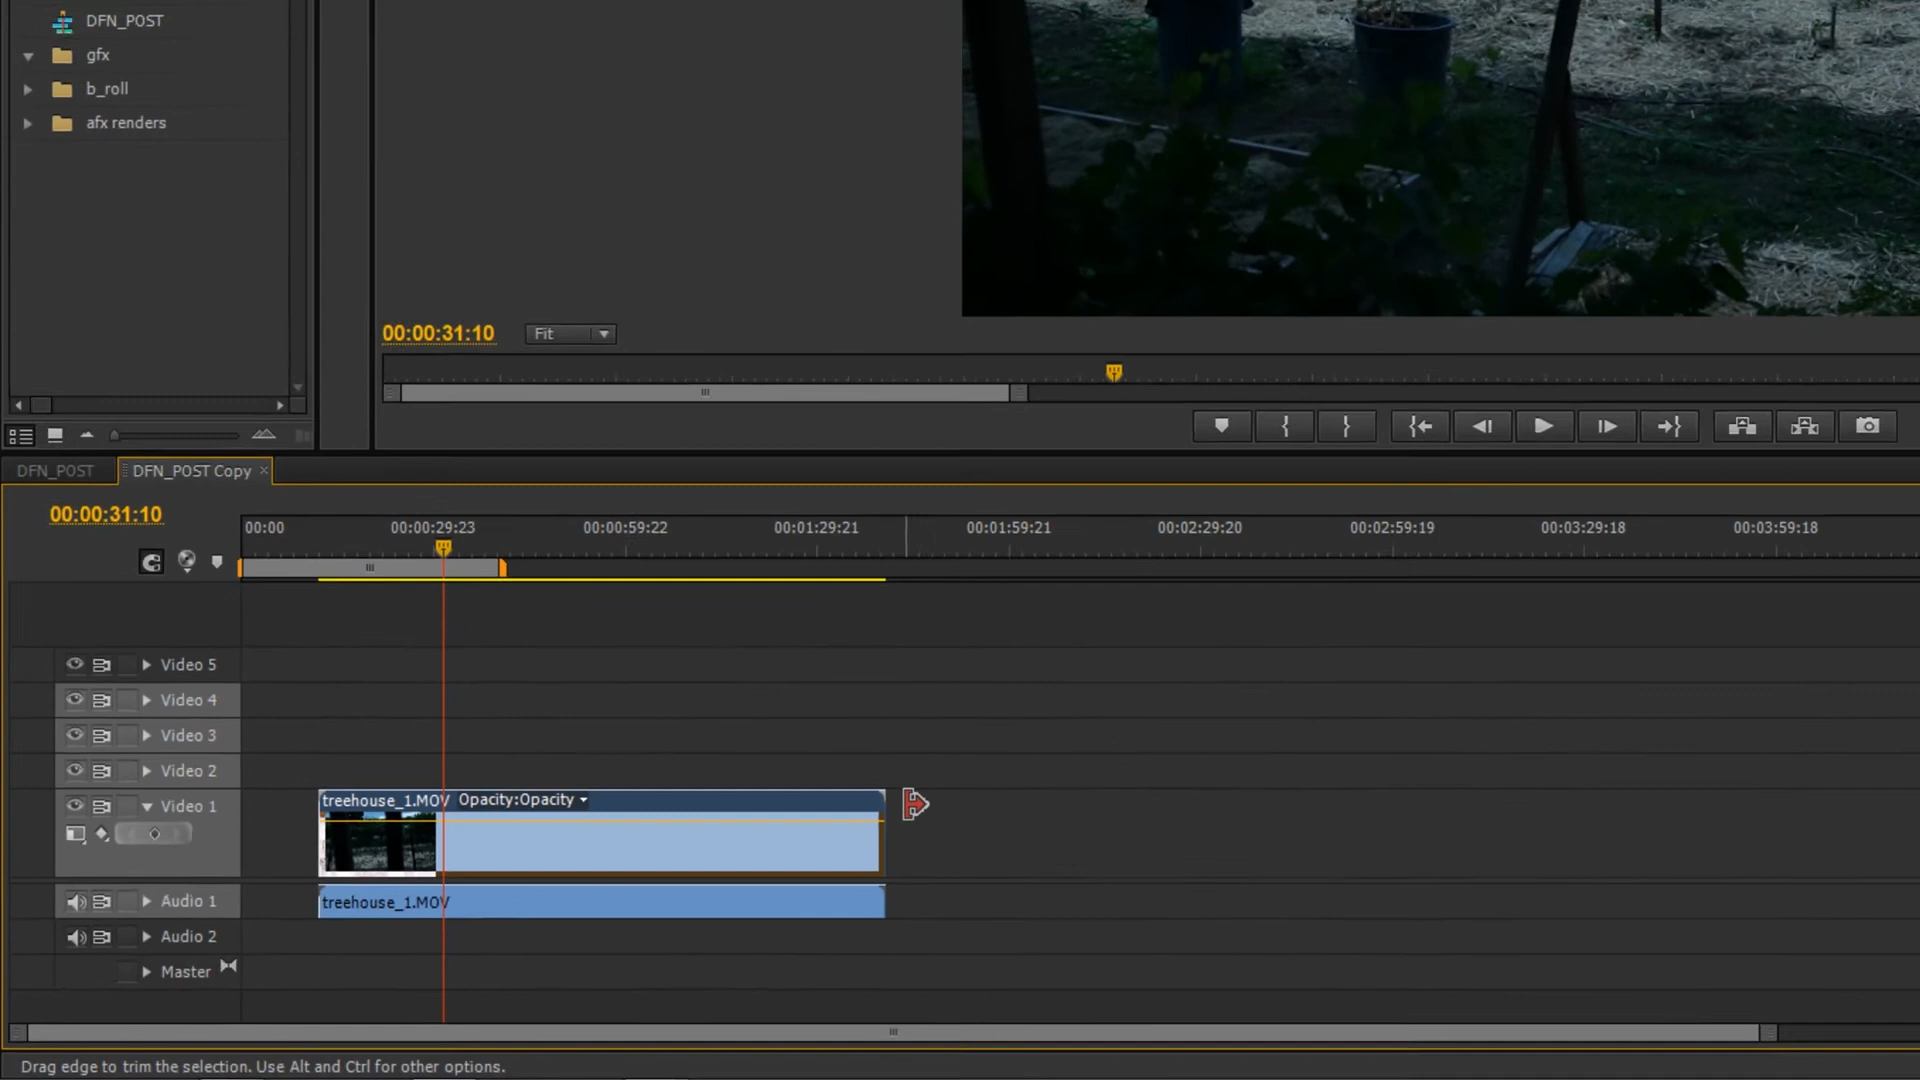 DFN_POST
gfx
b_roll
afx renders
00:00:31:10
Fit
DFN_POST
DFN_POST Copy
00:00:31:10
00:00
00:00:29:23
00:00:59:22
00:01:29:21
00:01:59:21
00:02:29:20
00:02:59:19
00:03:29:18
00:03:59:18
Video 5
Video 4
Video 3
Video 2
Video 1
treehouse_1.MOV Opacity:Opacity
Audio 1
treehouse_1.MOV
Audio 2
Master
Drag edge to trim the selection. Use Alt and Ctrl for other options.